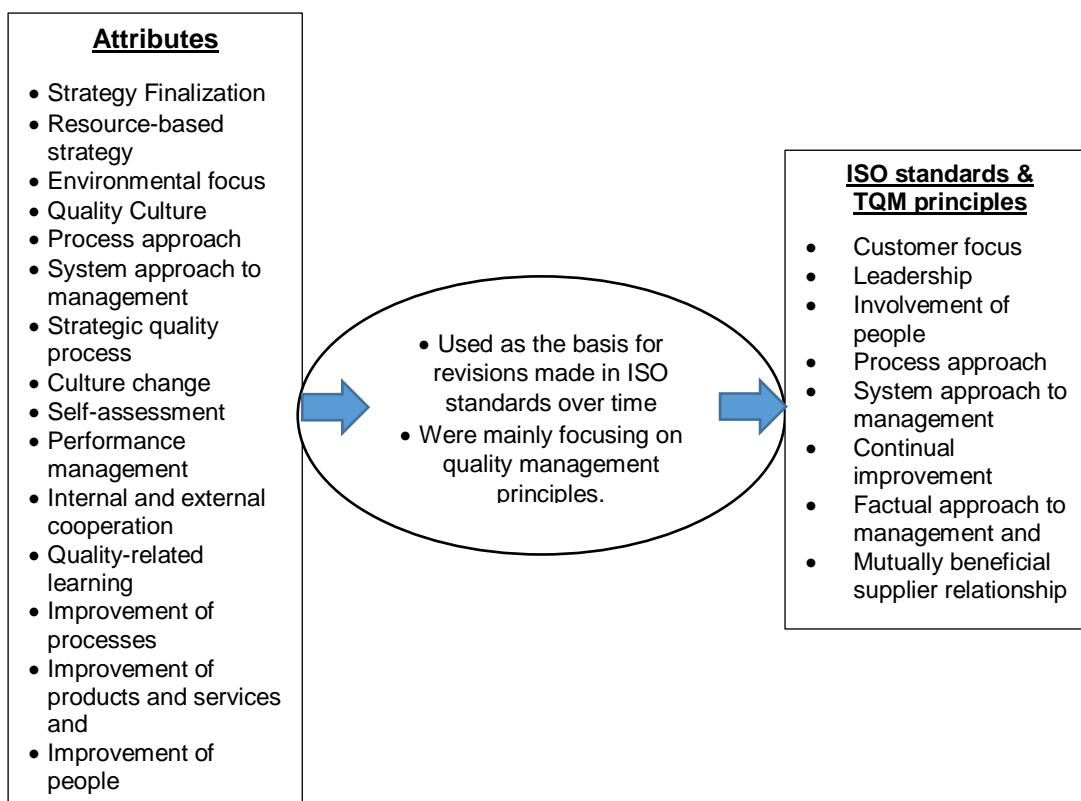 Attributes
• Strategy Finalization
• Resource-based
strategy
• Environmental focus
• Quality Culture
• Process approach
• System approach to
management
• Strategic quality
process
• Culture change
• Self-assessment
• Performance
management
• Internal and external
cooperation
• Quality-related
learning
• Improvement of
processes
• Improvement of
products and services
and
• Improvement of
people
• Used as the basis for
revisions made in ISO
standards over time
• Were mainly focusing on
quality management
principles.
ISO standards &
TQM principles
• Customer focus
• Leadership
• Involvement of
people
• Process approach
• System approach to
management
• Continual
improvement
• Factual approach to
management and
• Mutually beneficial
supplier relationship